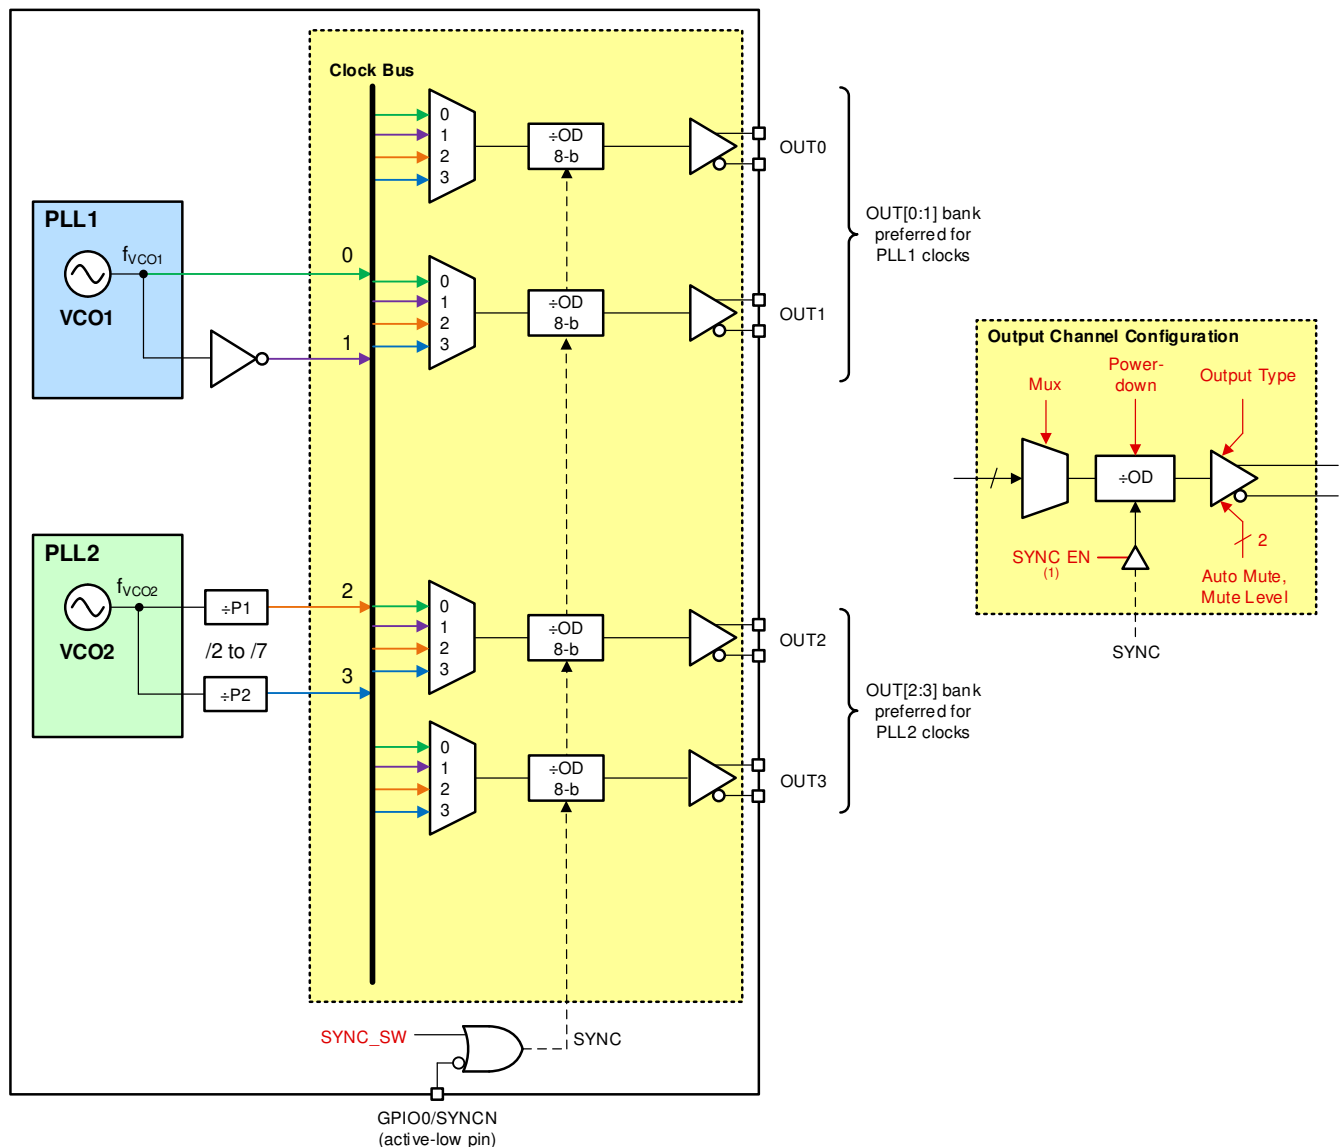 Clock Bus
0
1
2
3
÷OD
8-b
OUT0
PLL1
fVCO1
VCO1
0
1
0
1
2
3
÷OD
8-b
OUT1
OUT[0:1] bank
preferred for
PLL1 clocks
PLL2
fVCO2
VCO2
÷P1
/2 to /7
÷P2
2
3
0
1
2
3
÷OD
8-b
OUT2
0
1
2
3
÷OD
8-b
OUT3
OUT[2:3] bank
preferred for
PLL2 clocks
SYNC_SW
SYNC
GPIO0/SYNCN
(active-low pin)
Output Channel Configuration
Mux
Power-
down
Output Type
÷OD
SYNC EN
(1)
2
Auto Mute,
Mute Level
SYNC